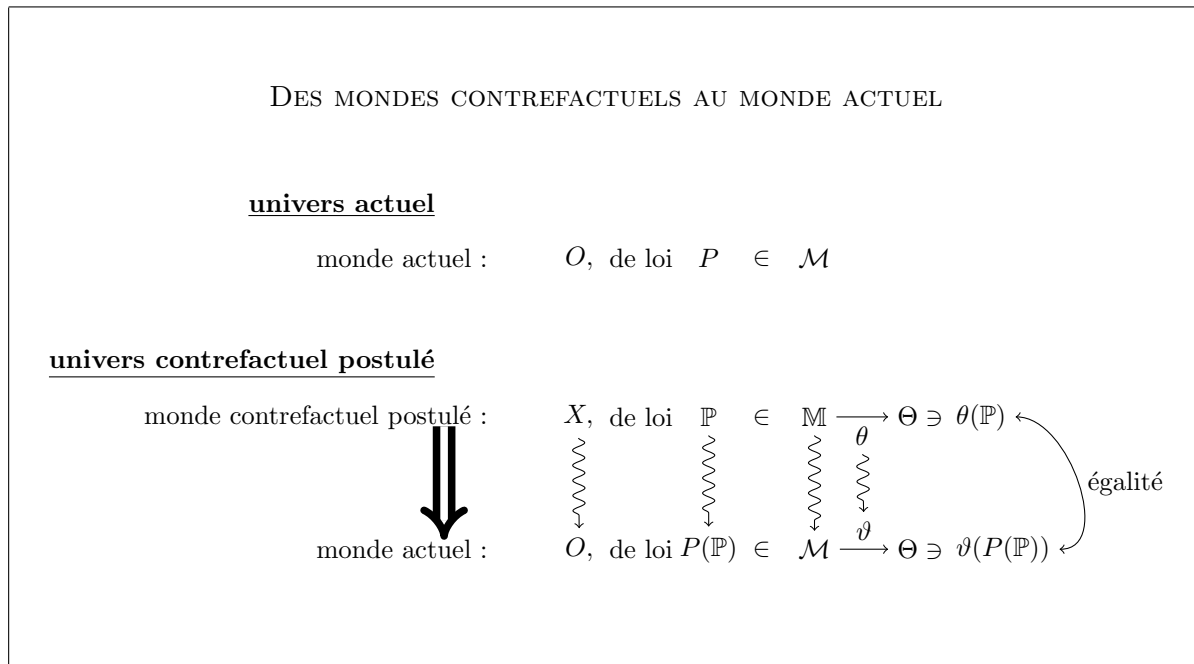 DES MONDES CONTREFACTUELS AU MONDE ACTUEL
univers actuel
monde actuel : O, de loi P ∈ ℳ
univers contrefactuel postulé
monde contrefactuel postulé : X, de loi ℙ ∈ 𝕄 Θ ∋ θ(ℙ)
θ
égalité
ϑ
monde actuel : O, de loi P(ℙ) ∈ ℳ Θ ∋ ϑ(P(ℙ))